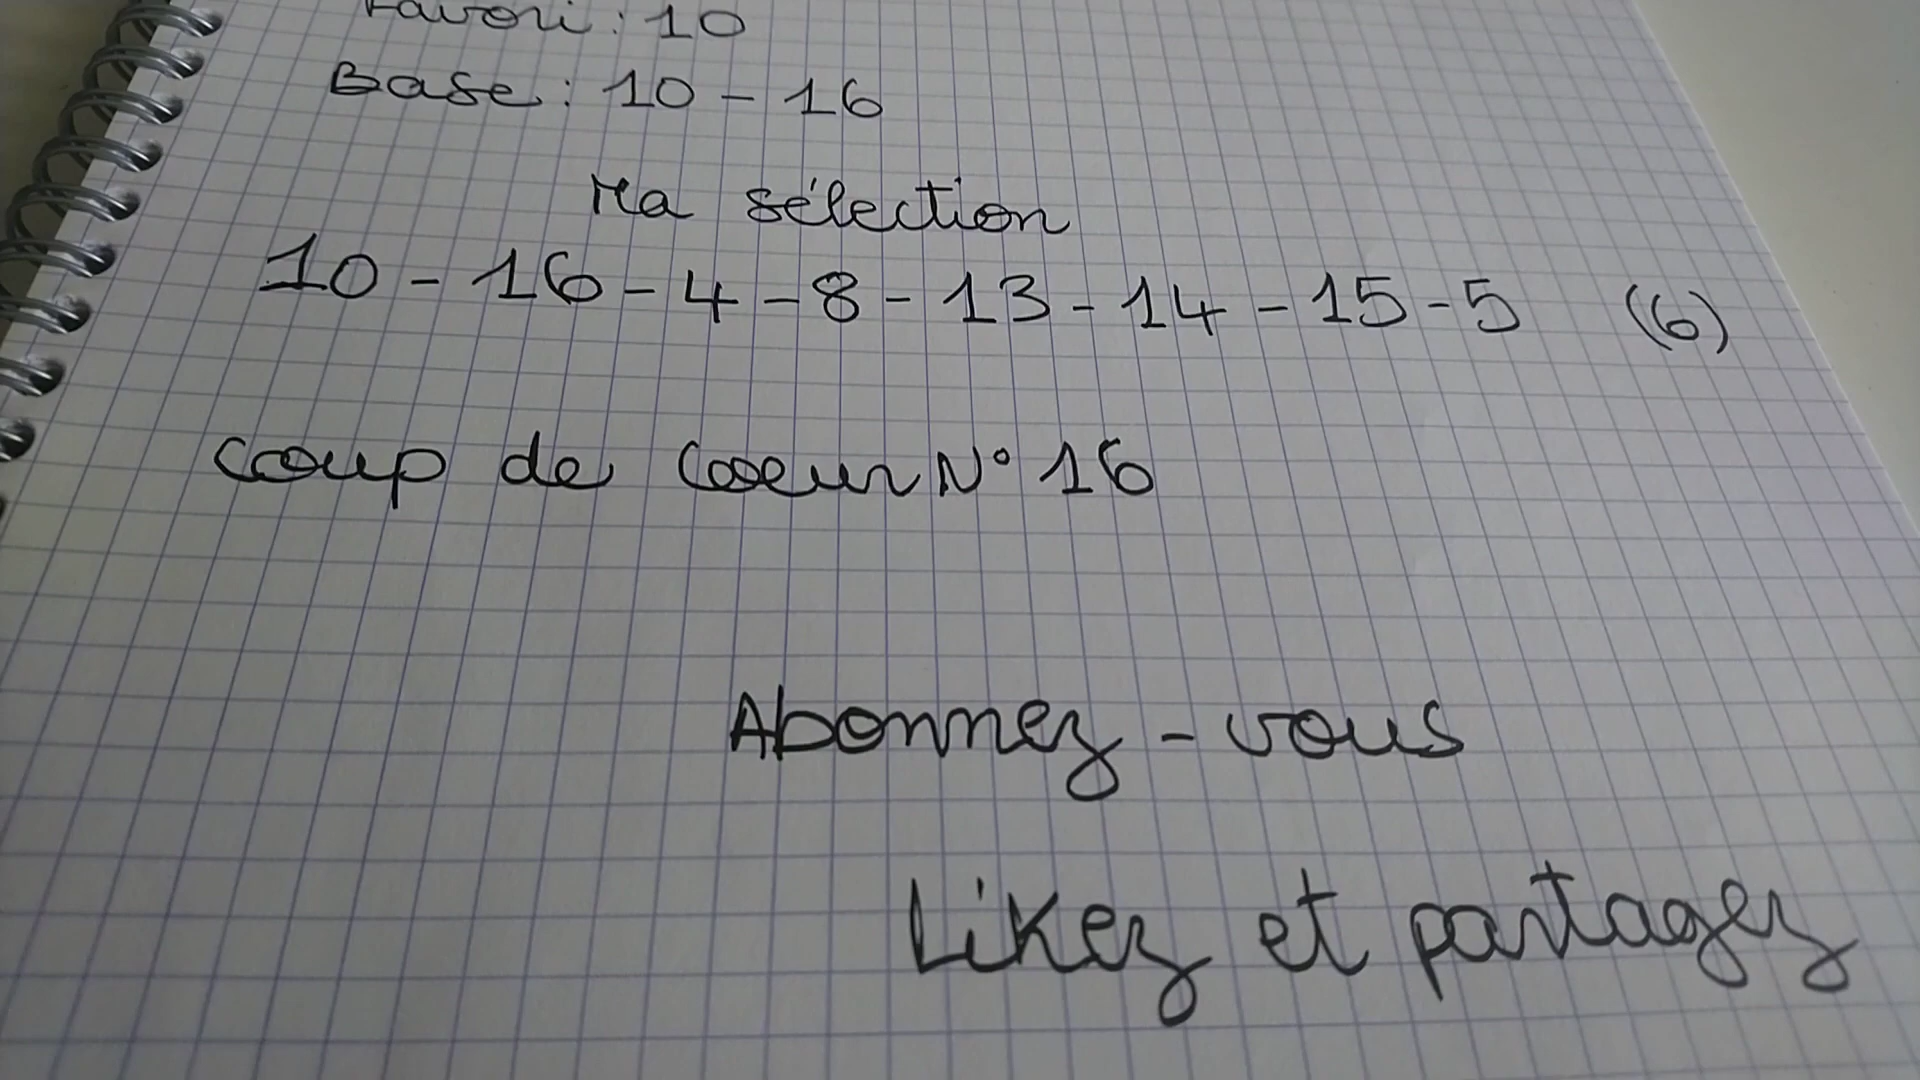 Favori : 10
Base : 10 - 16
Ma sélection
10 - 16 - 4 - 8 - 13 - 14 - 15 - 5 (6)
coup de coeur N° 16
Abonnez - vous
Likez et partagez